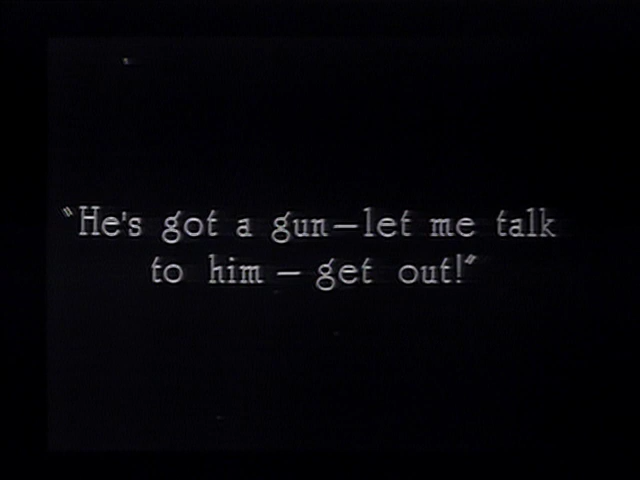 "He's got a gun—let me talk
to him — get out!"